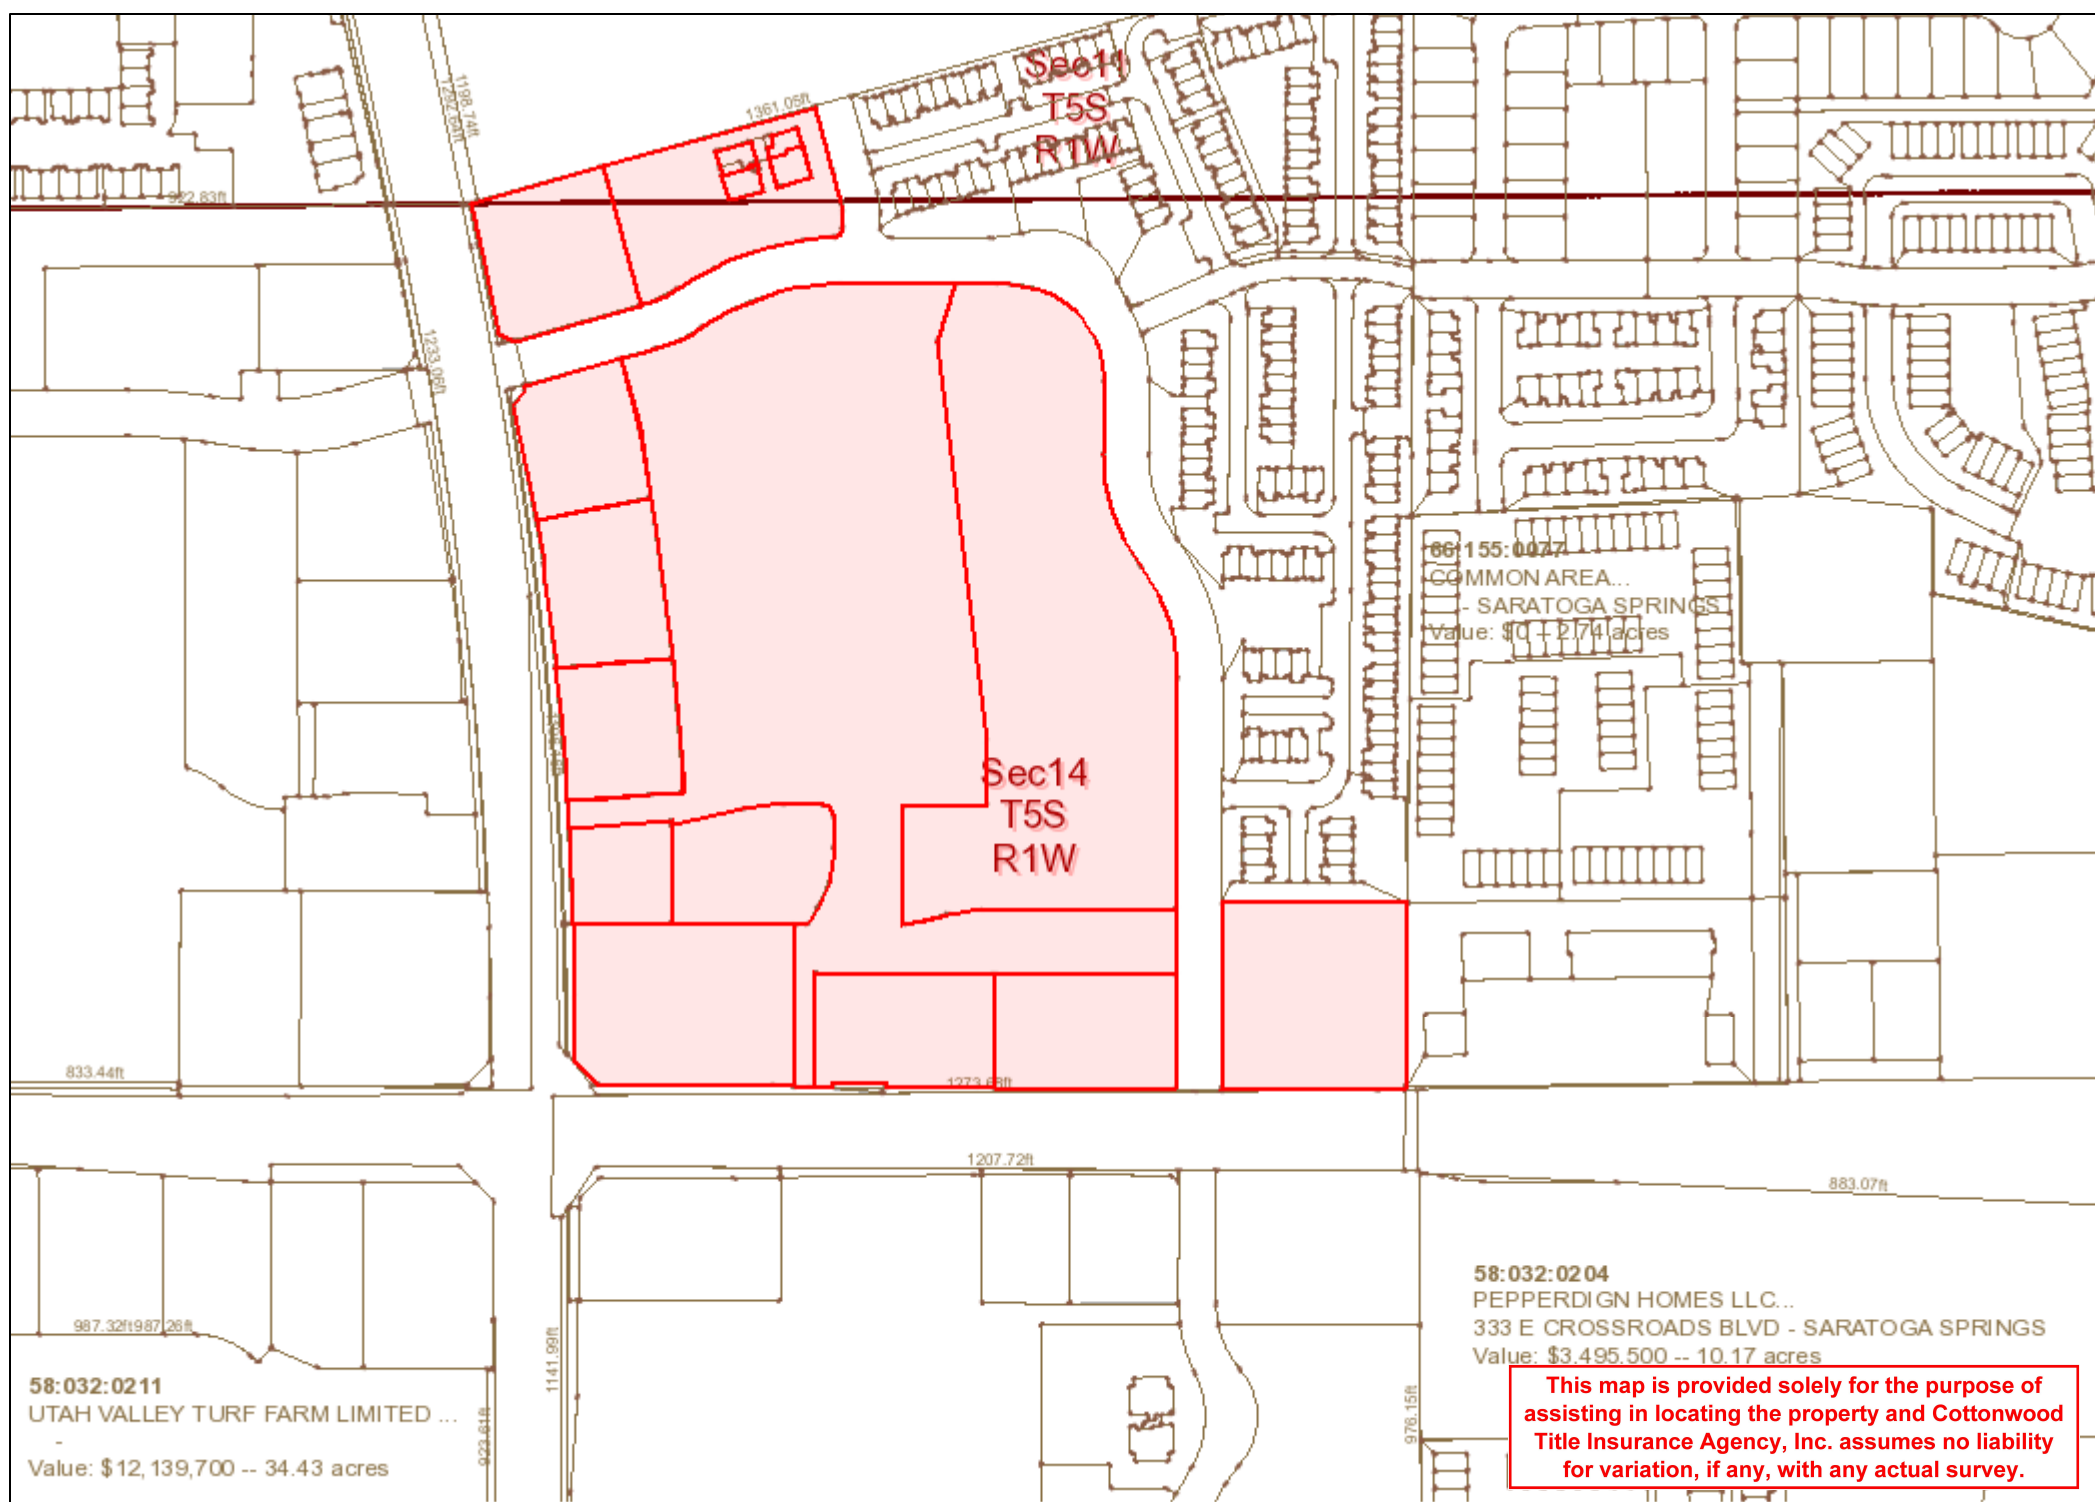 Sec11
T5S
R1W
1198.74ft
1292.64ft
1361.05ft
922.83ft
1233.06ft
66:155:0077
COMMON AREA...
- SARATOGA SPRINGS
Value: $0 -- 2.74 acres
Sec14
T5S
R1W
833.44ft
1273.68ft
1207.72ft
883.07ft
987.32ft987.26ft
1141.99ft
923.61ft
976.15ft
58:032:0204
PEPPERDIGN HOMES LLC...
333 E CROSSROADS BLVD - SARATOGA SPRINGS
Value: $3.495.500 -- 10.17 acres
58:032:0211
UTAH VALLEY TURF FARM LIMITED ...
-
Value: $12,139,700 -- 34.43 acres
This map is provided solely for the purpose of
assisting in locating the property and Cottonwood
Title Insurance Agency, Inc. assumes no liability
for variation, if any, with any actual survey.